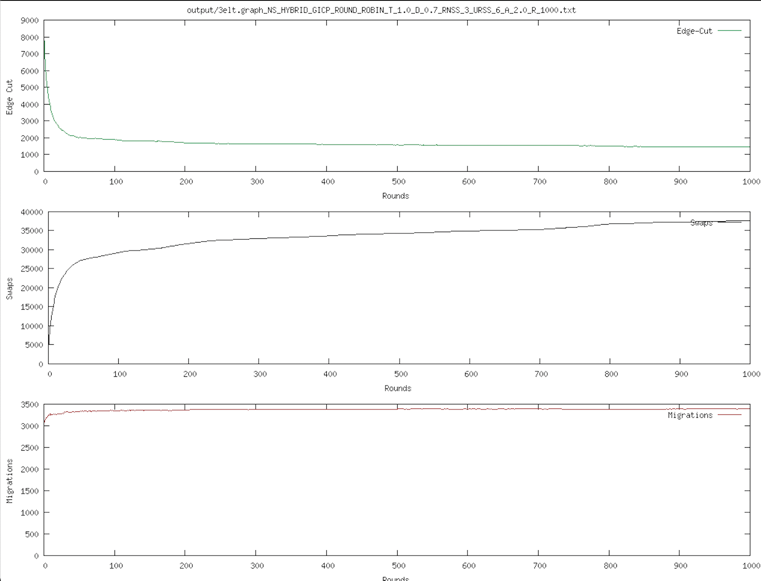 output/3elt.graph_NS_HYBRID_GICP_ROUND_ROBIN_T_1.0_D_0.7_RNSS_3_URSS_6_A_2.0_R_1000.txt
9000
8000
7000
6000
5000
4000
3000
2000
1000
0
Edge Cut
Edge-Cut
0 100 200 300 400 500 600 700 800 900 1000
Rounds
40000
35000
30000
25000
20000
15000
10000
5000
0
Swaps
Swaps
0 100 200 300 400 500 600 700 800 900 1000
Rounds
3500
3000
2500
2000
1500
1000
500
0
Migrations
Migrations
0 100 200 300 400 500 600 700 800 900 1000
Rounds